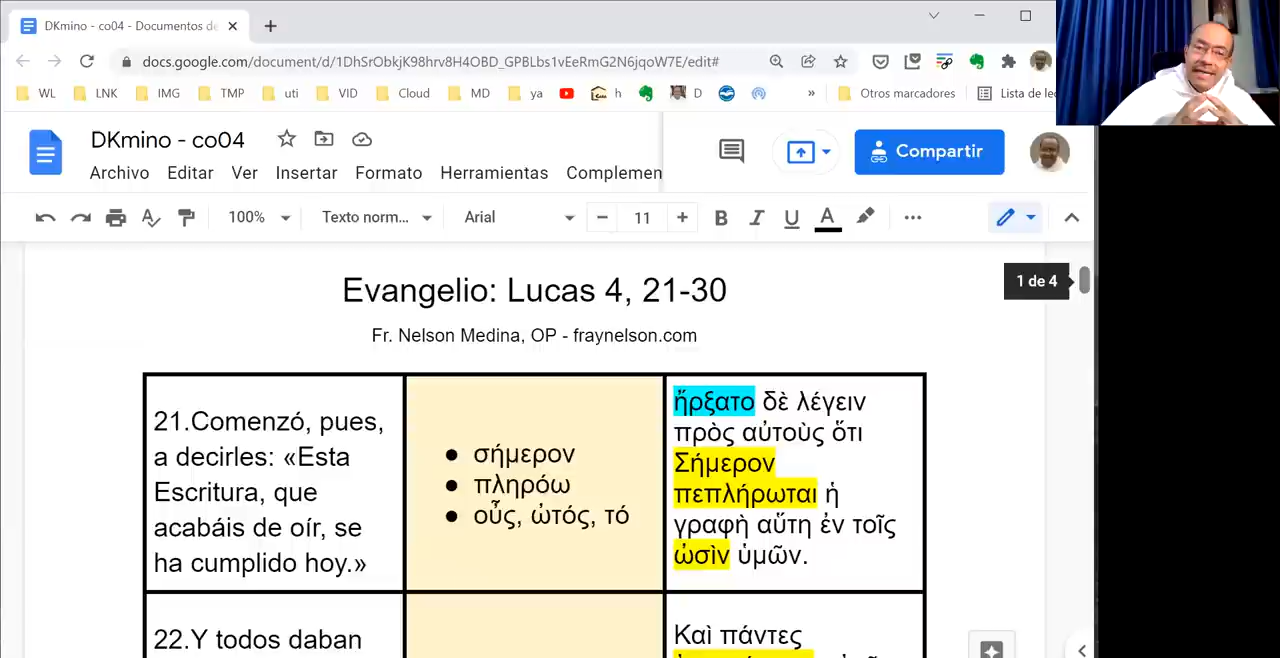 DKmino - co04 - Documentos de
docs.google.com/document/d/1DhSrObkjK98hrv8H4OBD_GPBLbs1vEeRmG2N6jqoW7E/edit#
WL LNK IMG TMP uti VID Cloud MD ya h D » Otros marcadores Lista de lec
DKmino - co04
Archivo Editar Ver Insertar Formato Herramientas Complemen
Compartir
100% Texto norm... Arial 11 B I U A
1 de 4
Evangelio: Lucas 4, 21-30
Fr. Nelson Medina, OP - fraynelson.com
21.Comenzó, pues,
a decirles: «Esta
Escritura, que
acabáis de oír, se
ha cumplido hoy.»
● σήμερον
● πληρόω
● οὖς, ὠτός, τό
ἤρξατο δὲ λέγειν
πρὸς αὐτοὺς ὅτι
Σήμερον
πεπλήρωται ἡ
γραφὴ αὕτη ἐν τοῖς
ὠσὶν ὑμῶν.
22.Y todos daban
Καὶ πάντες